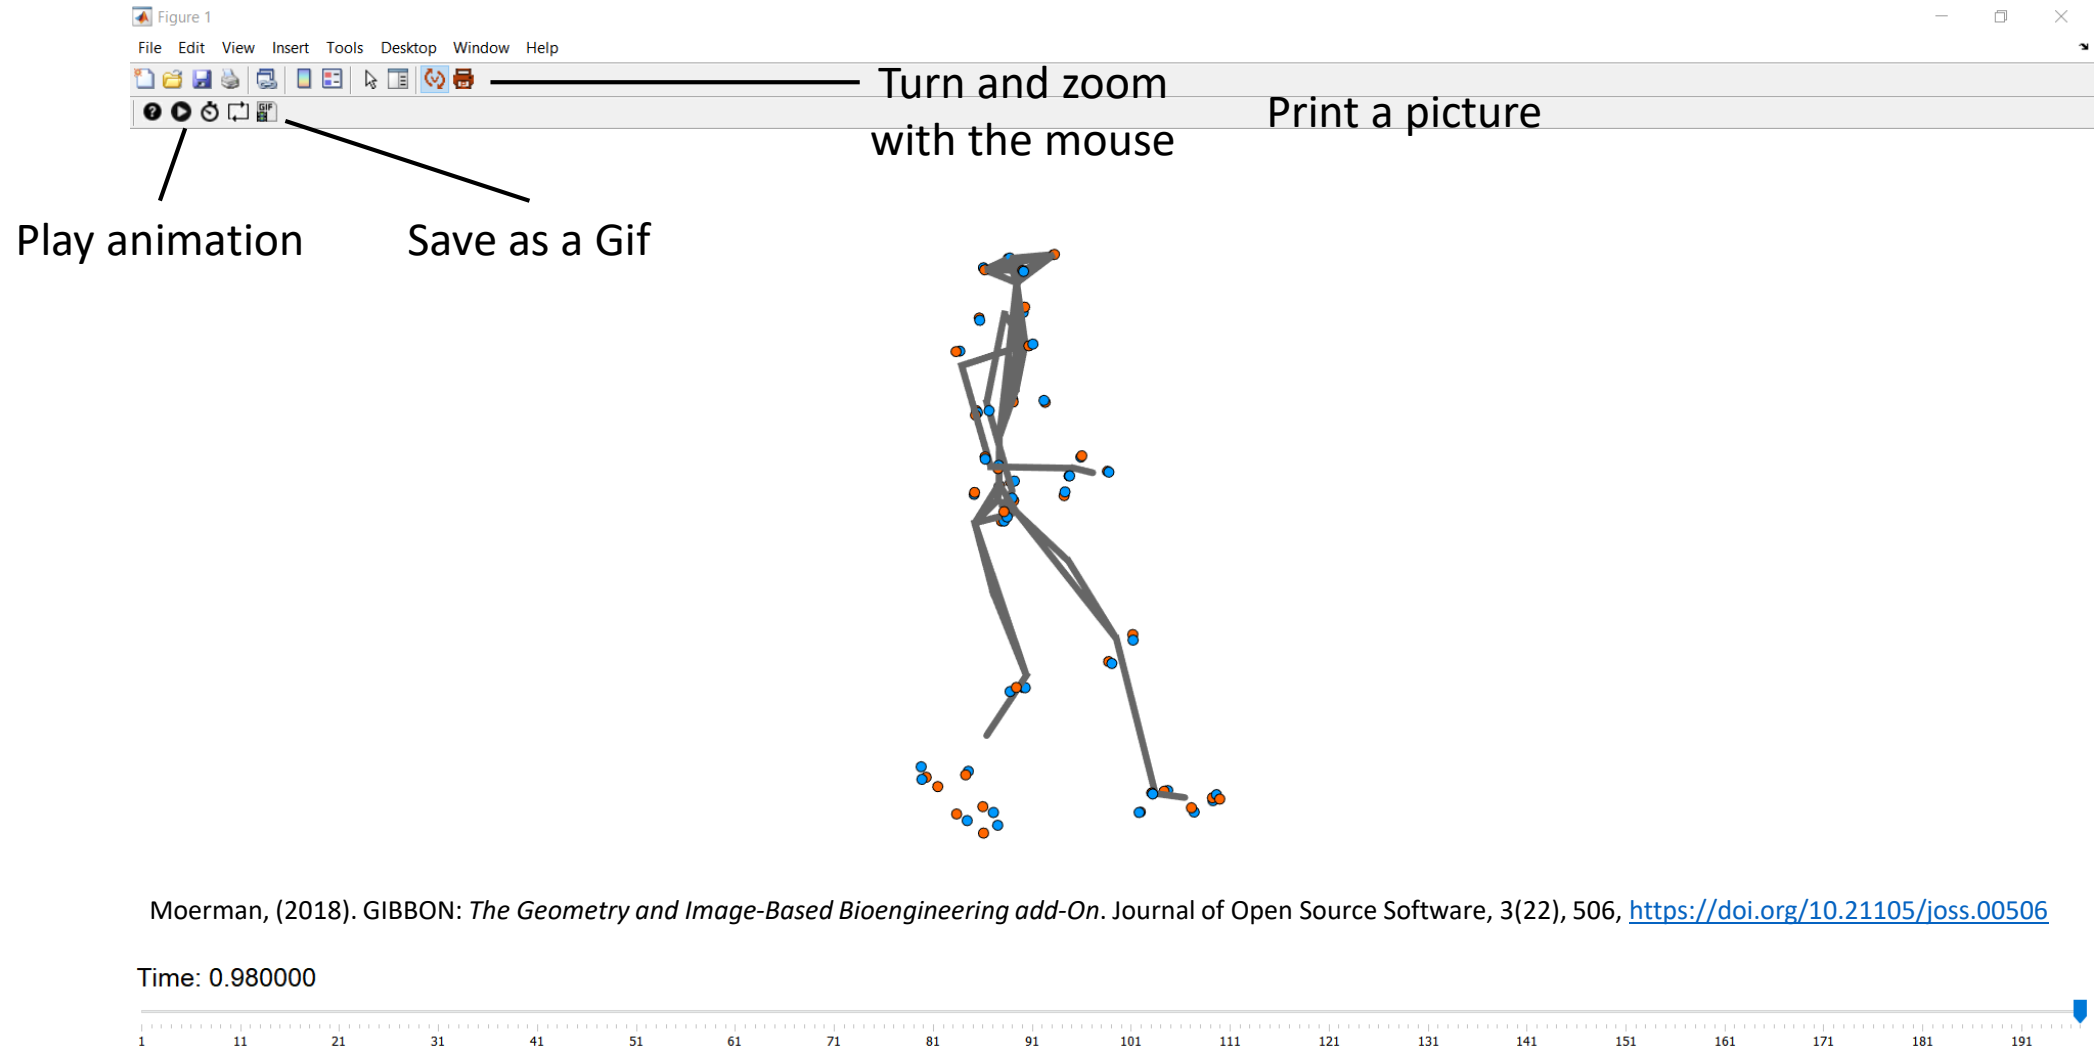 Figure 1
File Edit View Insert Tools Desktop Window Help
Turn and zoom
with the mouse
Print a picture
GIF
Play animation
Save as a Gif
Moerman, (2018). GIBBON: The Geometry and Image-Based Bioengineering add-On. Journal of Open Source Software, 3(22), 506, https://doi.org/10.21105/joss.00506
Time: 0.980000
1 11 21 31 41 51 61 71 81 91 101 111 121 131 141 151 161 171 181 191